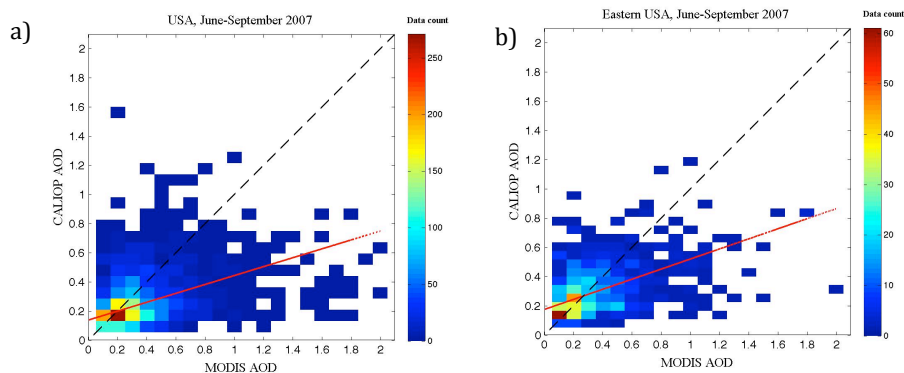 a)
USA, June-September 2007
Data count
CALIOP AOD
2
1.8
1.6
1.4
1.2
1
0.8
0.6
0.4
0.2
0
0 0.2 0.4 0.6 0.8 1 1.2 1.4 1.6 1.8 2
MODIS AOD
250
200
150
100
50
0
b)
Eastern USA, June-September 2007
Data count
CALIOP AOD
2
1.8
1.6
1.4
1.2
1
0.8
0.6
0.4
0.2
0
0 0.2 0.4 0.6 0.8 1 1.2 1.4 1.6 1.8 2
MODIS AOD
60
50
40
30
20
10
0